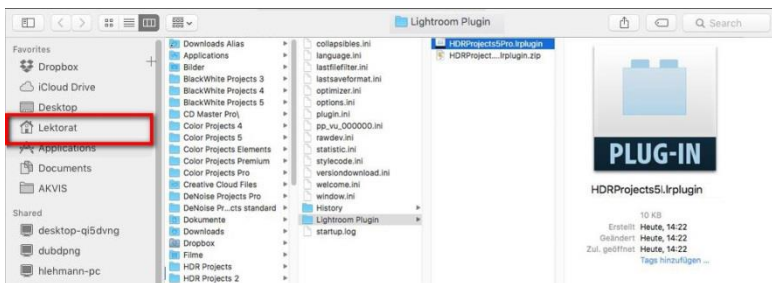 Lightroom Plugin
Search
Favorites
Dropbox
iCloud Drive
Desktop
Lektorat
Applications
Documents
AKVIS
Shared
desktop-qi5dvng
dubdpng
hlehmann-pc
Downloads Alias
Applications
Bilder
BlackWhite Projects 3
BlackWhite Projects 4
BlackWhite Projects 5
CD Master Pro\
Color Projects 4
Color Projects 5
Color Projects Elements
Color Projects Premium
Color Projects Pro
Creative Cloud Files
DeNoise Projects Pro
DeNoise Pr...cts standard
Dokumente
Downloads
Dropbox
Filme
HDR Projects
HDR Projects 2
collapsibles.ini
language.ini
lastfilefilter.ini
lastsaveformat.ini
optimizer.ini
options.ini
plugin.ini
pp_vu_000000.ini
rawdev.ini
statistic.ini
stylecode.ini
versiondownload.ini
welcome.ini
window.ini
History
Lightroom Plugin
startup.log
HDRProjects5Pro.lrplugin
HDRProject....lrplugin.zip
PLUG-IN
HDRProjects5i.lrplugin
10 KB
Erstellt Heute, 14:22
Geändert Heute, 14:22
Zul. geöffnet Heute, 14:22
Tags hinzufügen ...